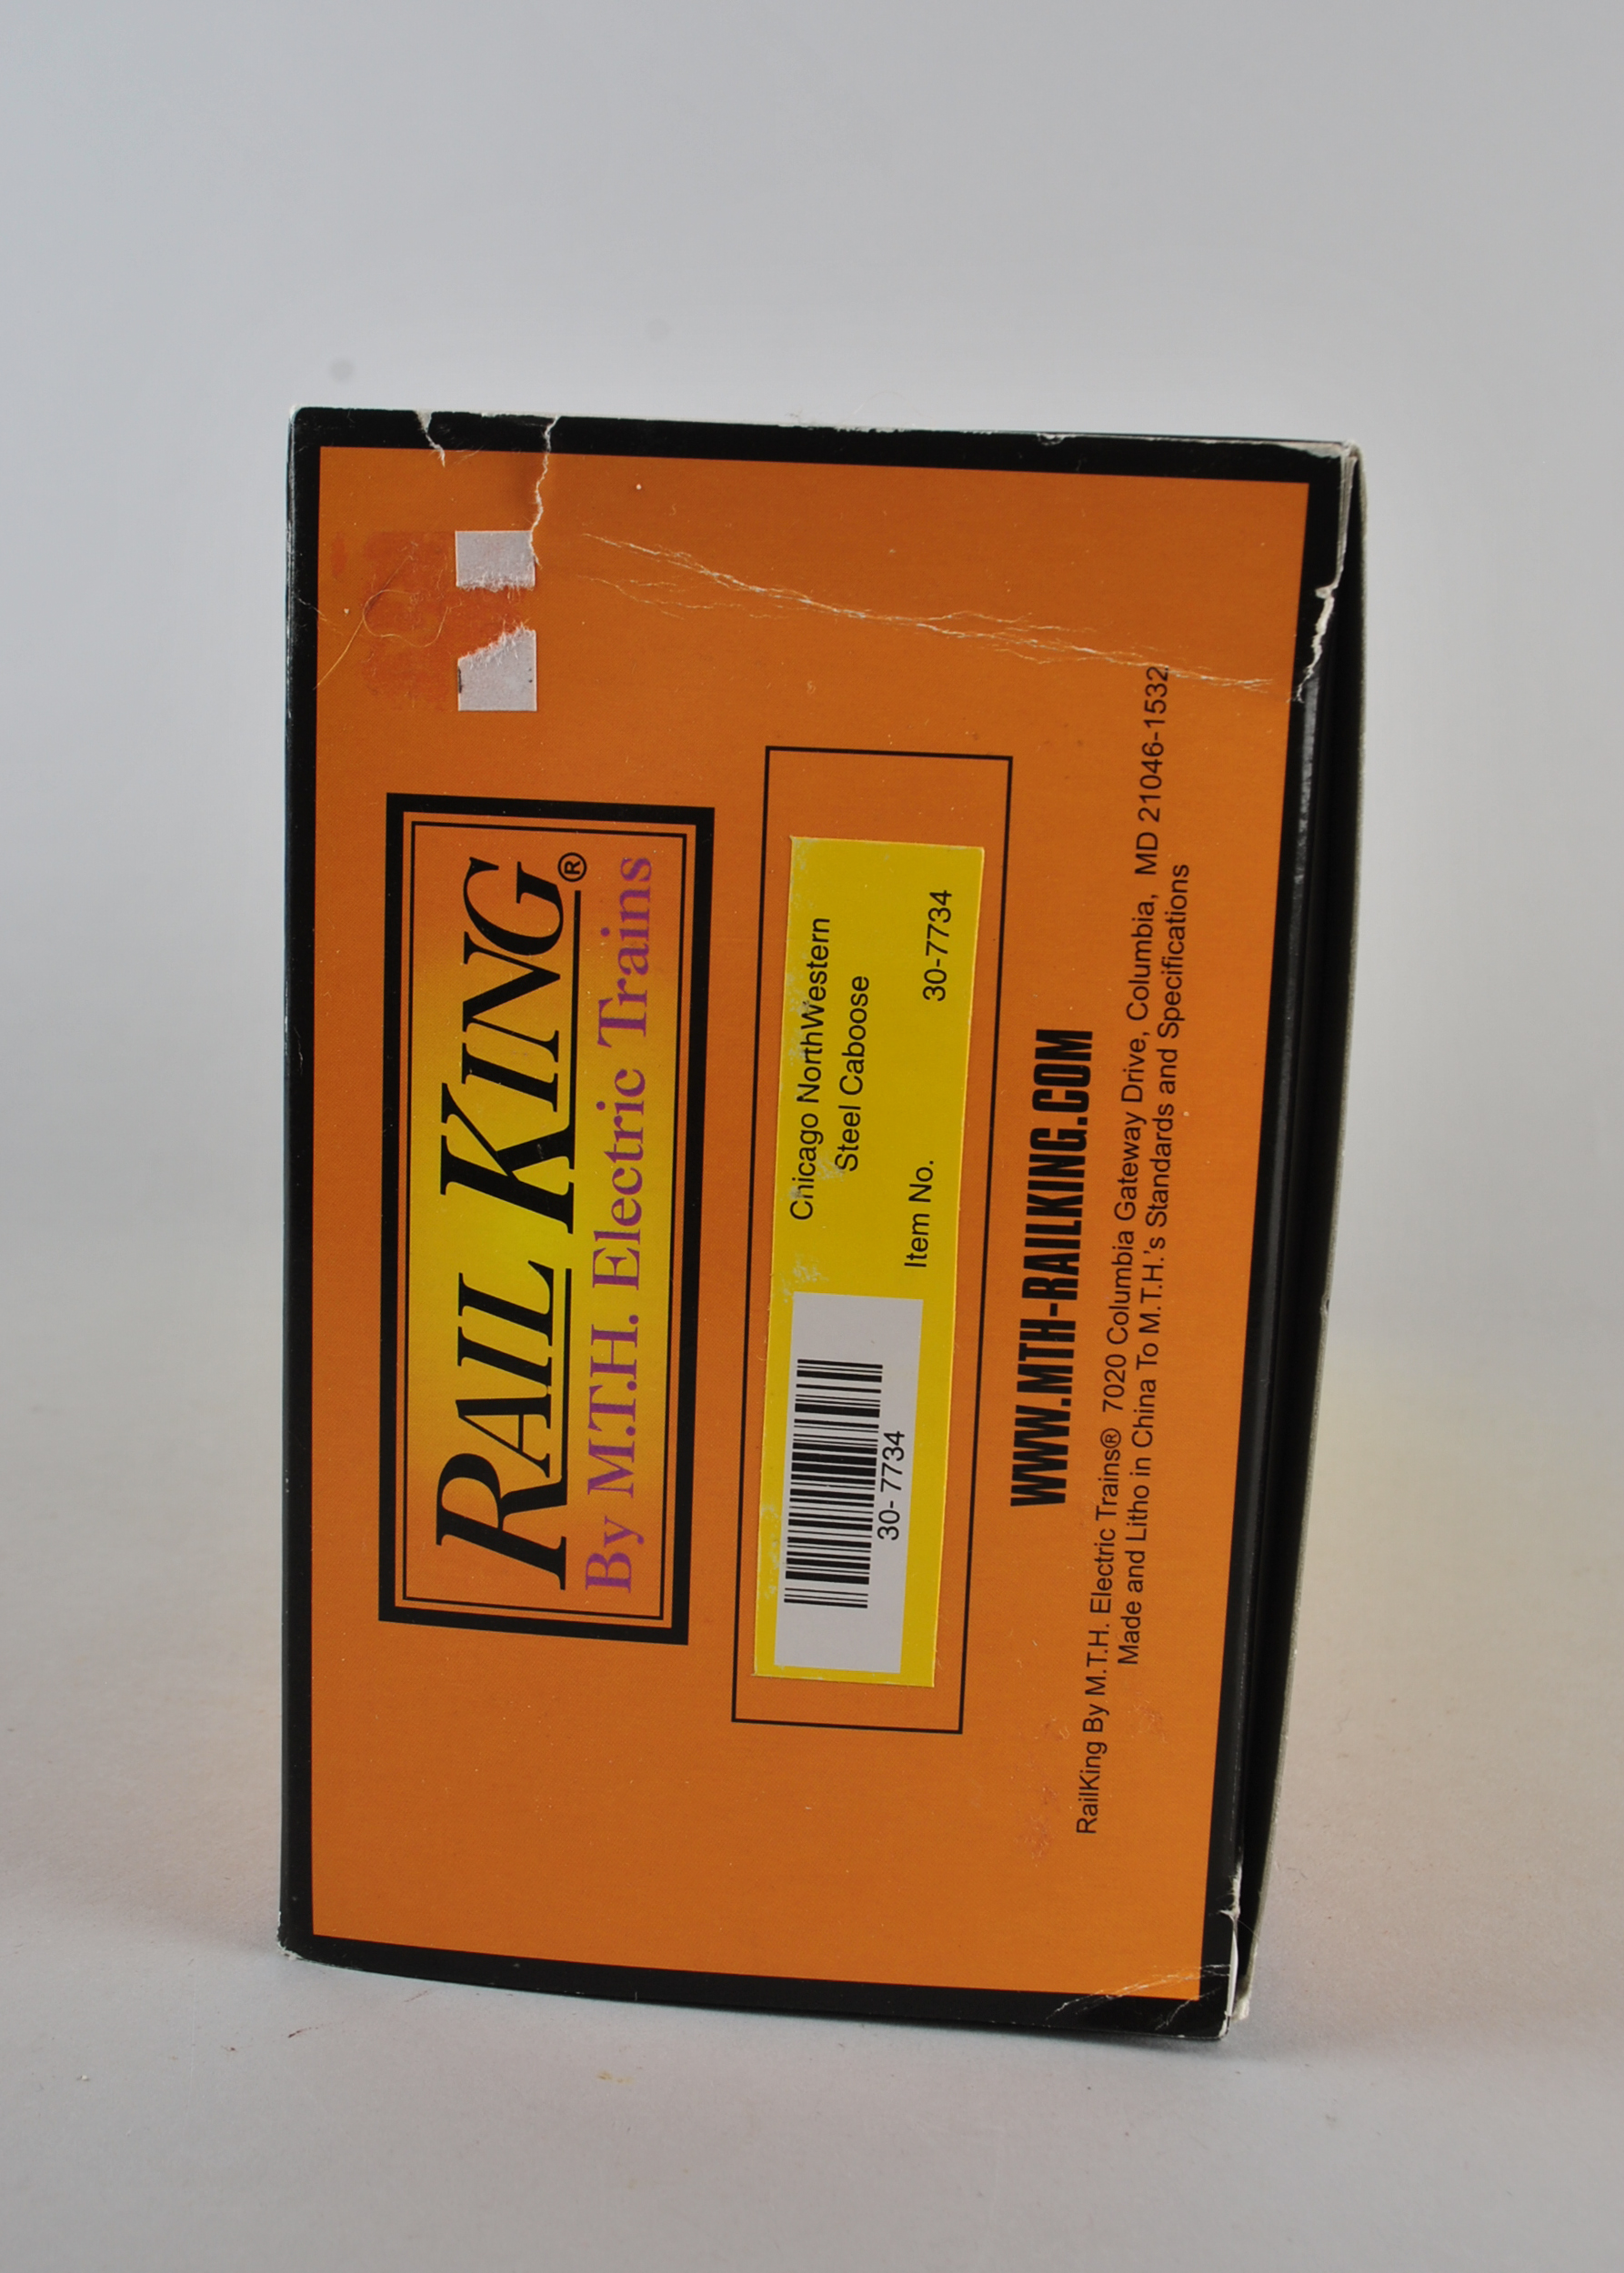 RAIL KING®
By M.T.H. Electric Trains
Chicago NorthWestern
Steel Caboose
Item No. 30-7734
30-7734
WWW.MTH-RAILKING.COM
RailKing By M.T.H. Electric Trains® 7020 Columbia Gateway Drive, Columbia, MD 21046-1532
Made and Litho in China To M.T.H.'s Standards and Specifications